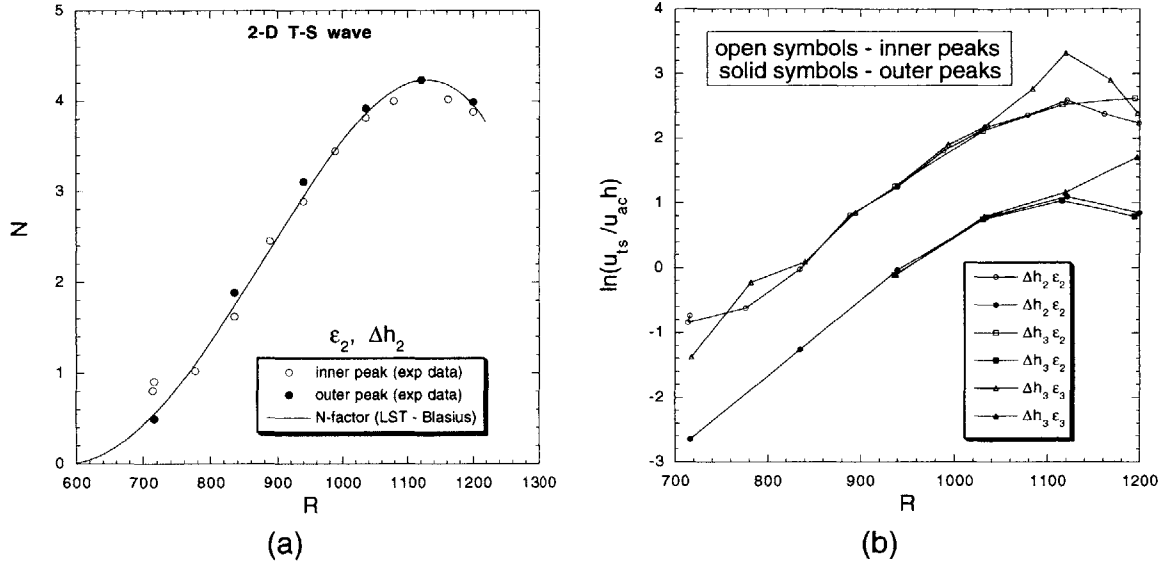 2-D T-S wave
N
5
4
3
2
1
0
ε2, Δh2
inner peak (exp data)
outer peak (exp data)
N-factor (LST - Blasius)
600 700 800 900 1000 1100 1200 1300
R
(a)
open symbols - inner peaks
solid symbols - outer peaks
ln(uts /uac h)
4
3
2
1
0
-1
-2
-3
Δh2 ε2
Δh2 ε2
Δh3 ε2
Δh3 ε2
Δh3 ε3
Δh3 ε3
700 800 900 1000 1100 1200
R
(b)